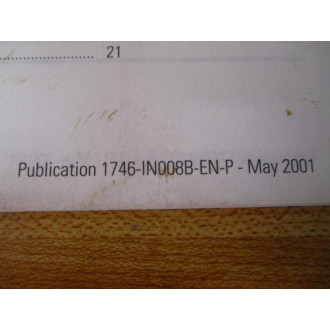 ............................ 21
Publication 1746-IN008B-EN-P - May 2001